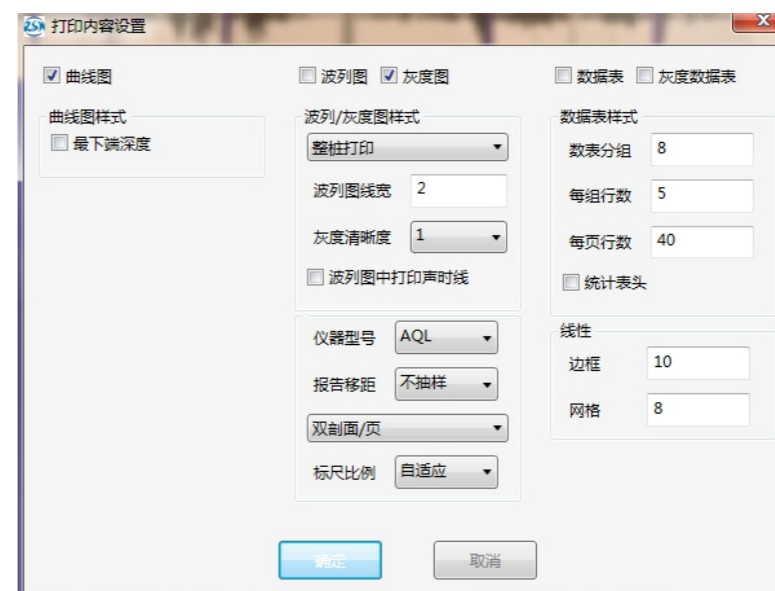 打印内容设置
曲线图
波列图 灰度图
数据表 灰度数据表
曲线图样式
最下端深度
波列/灰度图样式
整桩打印
波列图线宽 2
灰度清晰度 1
波列图中打印声时线
仪器型号 AQL
报告移距 不抽样
双剖面/页
标尺比例 自适应
数据表样式
数表分组 8
每组行数 5
每页行数 40
统计表头
线性
边框 10
网格 8
确定
取消